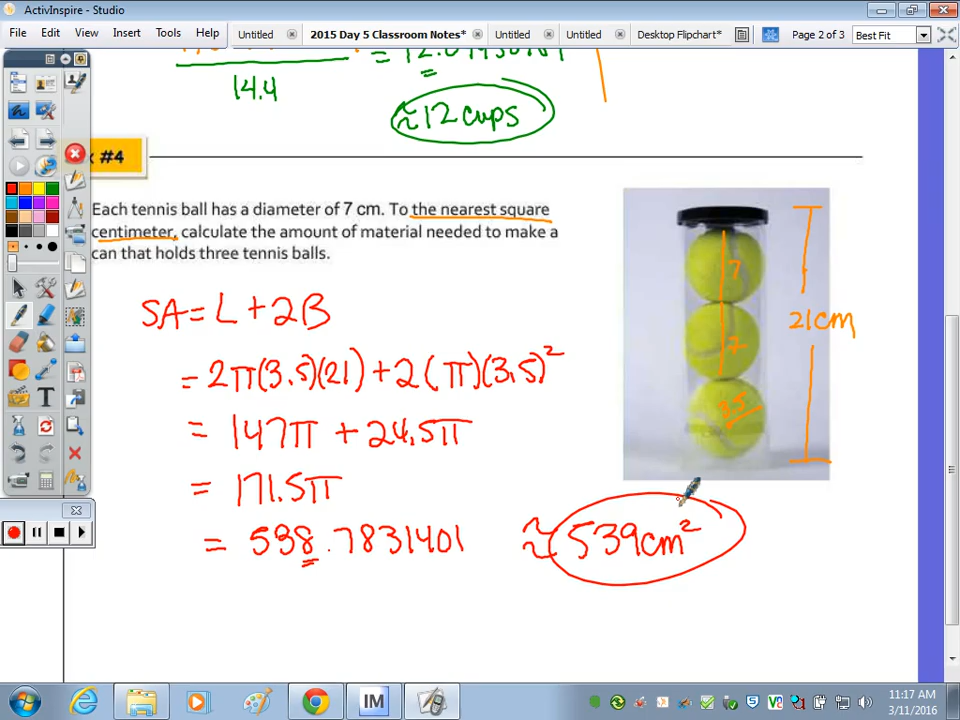 ActivInspire
File Edit View Insert Tools Help Untitled 2015 Day 5 Classroom Notes* Untitled Untitled Desktop Flipchart* Page 2 of 3 Best Fit
14.4
≈12 cups
#4
Each tennis ball has a diameter of 7 cm. To the nearest square
centimeter, calculate the amount of material needed to make a
can that holds three tennis balls.
SA = L + 2B
= 2π(3.5)(21) + 2(π)(3.5)²
= 147π + 24.5π
= 171.5π
= 538.7831401 ≈ 539cm²
7
7
3.5
21cm
T
IM
11:17 AM
3/11/2016